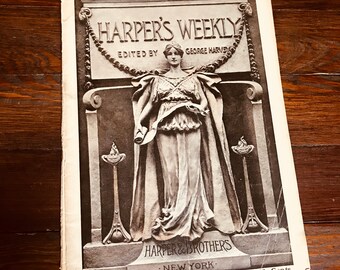 HARPER'S WEEKLY
EDITED BY GEORGE HARVEY
HARPER & BROTHERS
NEW YORK